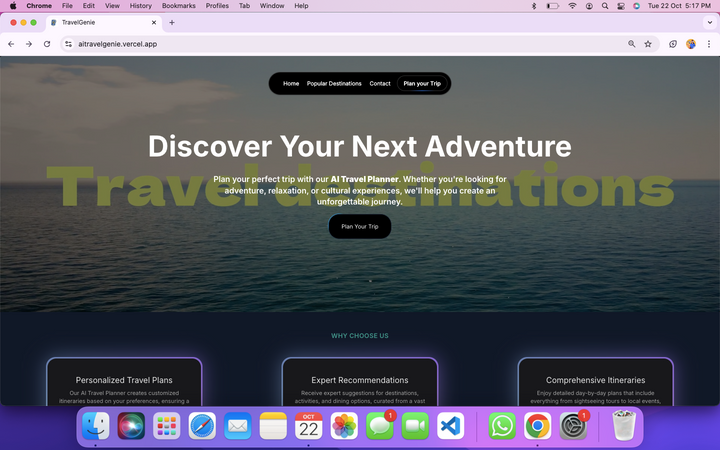 Chrome File Edit View History Bookmarks Profiles Tab Window Help Tue 22 Oct 5:17 PM
TravelGenie
aitravelgenie.vercel.app
Home Popular Destinations Contact Plan your Trip
Discover Your Next Adventure
Travel destinations
Plan your perfect trip with our AI Travel Planner. Whether you're looking for
adventure, relaxation, or cultural experiences, we'll help you create an
unforgettable journey.
Plan Your Trip
WHY CHOOSE US
Personalized Travel Plans
Our AI Travel Planner creates customized
itineraries based on your preferences, ensuring a
Expert Recommendations
Receive expert suggestions for destinations,
activities, and dining options, curated from a vast
Comprehensive Itineraries
Enjoy detailed day-by-day plans that include
everything from sightseeing tours to local events,
OCT
22
1
1